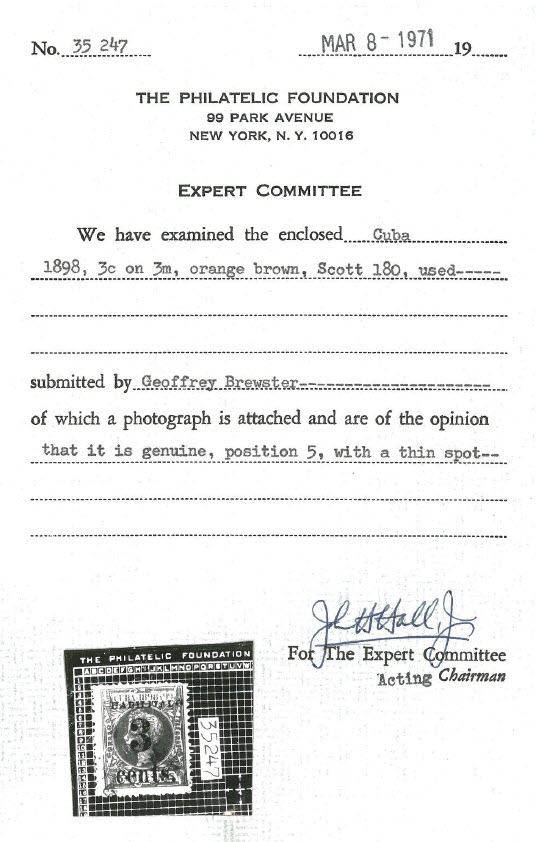 No. 35 247 MAR 8 - 1971 19
THE PHILATELIC FOUNDATION
99 PARK AVENUE
NEW YORK, N. Y. 10016
EXPERT COMMITTEE
We have examined the enclosed Cuba
1898, 3c on 3m, orange brown, Scott 180, used-----
submitted by Geoffrey Brewster--------------------
of which a photograph is attached and are of the opinion
that it is genuine, position 5, with a thin spot--
For The Expert Committee
Acting Chairman
THE PHILATELIC FOUNDATION
ABCDEFGHIJKLMNOPQRSTUVW
3
cents.
35247